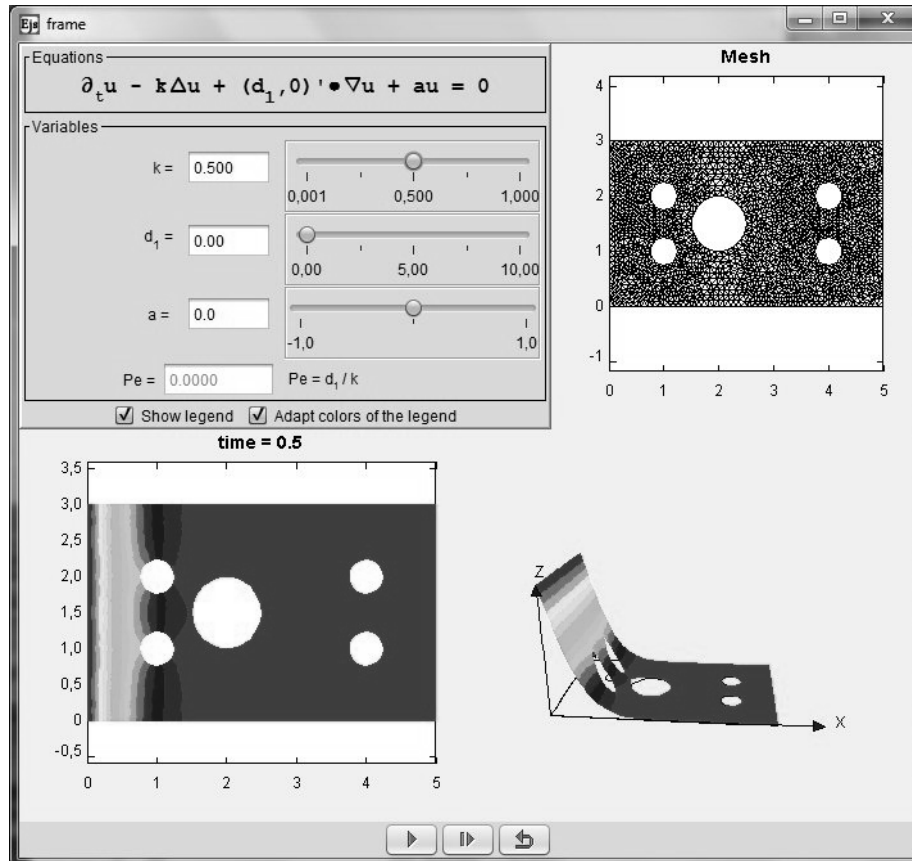 Ejs frame
Equations
∂ₜu - kΔu + (d₁,0)'•∇u + au = 0
Variables
k = 0.500
0,001 0,500 1,000
d₁ = 0.00
0,00 5,00 10,00
a = 0.0
-1,0 1,0
Pe = 0.0000 Pe = d₁ / k
Show legend Adapt colors of the legend
Mesh
4
3
2
1
0
-1
0 1 2 3 4 5
time = 0.5
3,5
3,0
2,5
2,0
1,5
1,0
0,5
0
-0,5
0 1 2 3 4 5
Z
X